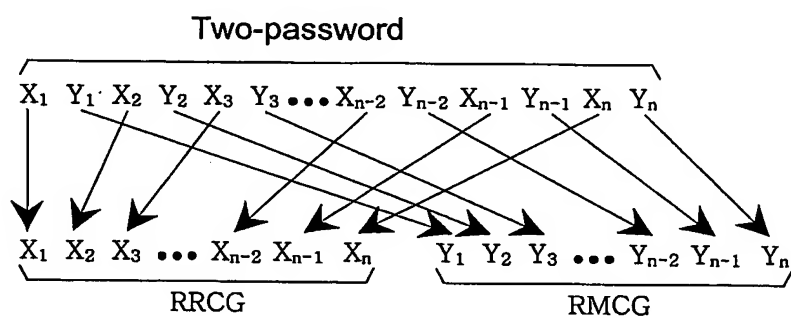 Two-password
X₁ Y₁ X₂ Y₂ X₃ Y₃ ••• Xₙ₋₂ Yₙ₋₂ Xₙ₋₁ Yₙ₋₁ Xₙ Yₙ
X₁ X₂ X₃ ••• Xₙ₋₂ Xₙ₋₁ Xₙ Y₁ Y₂ Y₃ ••• Yₙ₋₂ Yₙ₋₁ Yₙ
RRCG RMCG